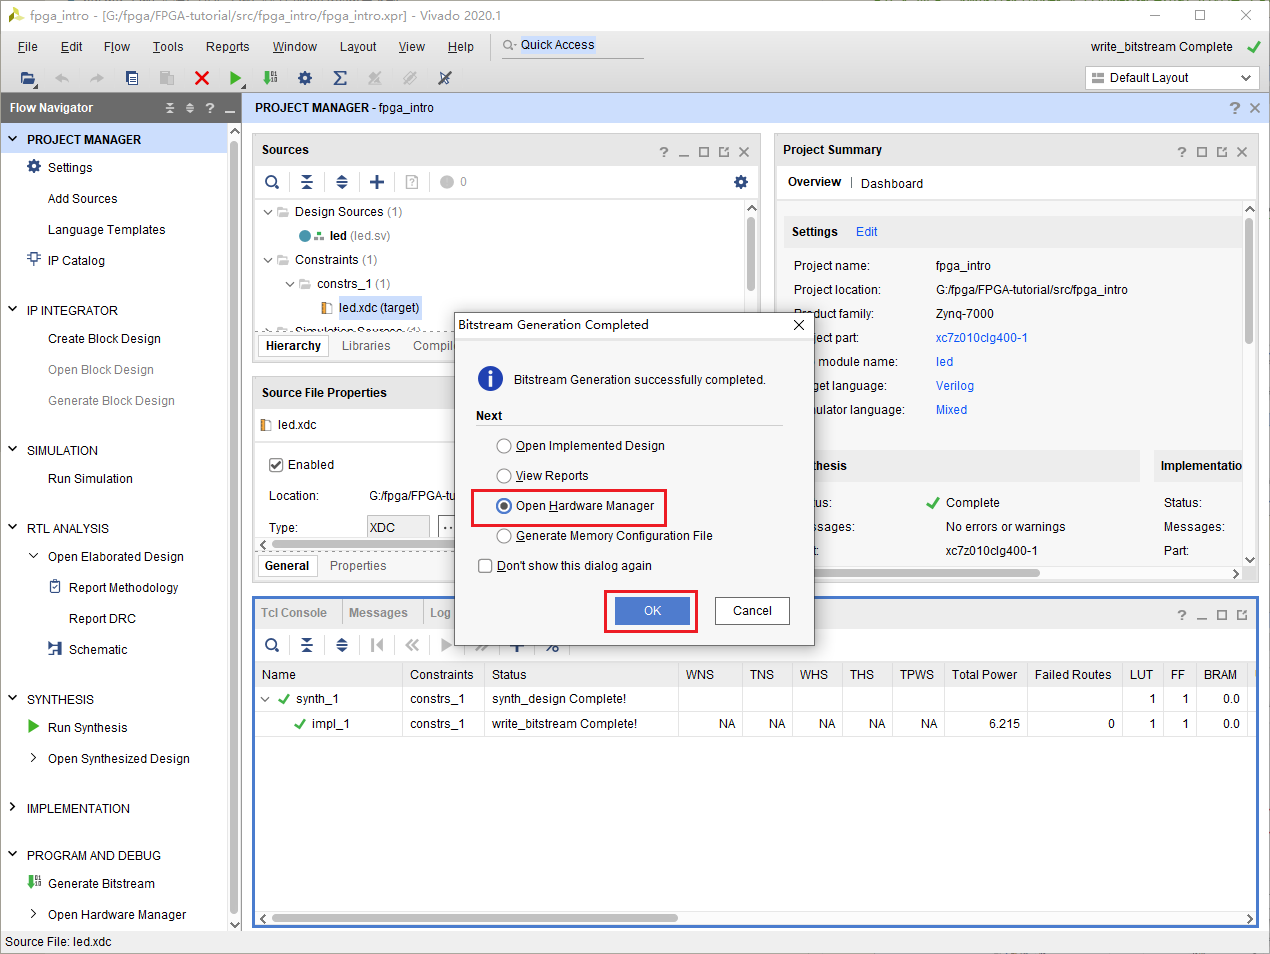 fpga_intro - [G:/fpga/FPGA-tutorial/src/fpga_intro/fpga_intro.xpr] - Vivado 2020.1
File Edit Flow Tools Reports Window Layout View Help Quick Access write_bitstream Complete
Default Layout
Flow Navigator
PROJECT MANAGER - fpga_intro
PROJECT MANAGER
Settings
Add Sources
Language Templates
IP Catalog
IP INTEGRATOR
Create Block Design
Open Block Design
Generate Block Design
SIMULATION
Run Simulation
RTL ANALYSIS
Open Elaborated Design
Report Methodology
Report DRC
Schematic
SYNTHESIS
Run Synthesis
Open Synthesized Design
IMPLEMENTATION
PROGRAM AND DEBUG
Generate Bitstream
Open Hardware Manager
Sources
0
Design Sources (1)
led (led.sv)
Constraints (1)
constrs_1 (1)
led.xdc (target)
Simulation Sources (1)
Hierarchy Libraries Compile
Source File Properties
led.xdc
Enabled
Location: G:/fpga/FPGA-tu
Type: XDC
General Properties
Project Summary
Overview | Dashboard
Settings Edit
Project name: fpga_intro
Project location: G:/fpga/FPGA-tutorial/src/fpga_intro
Product family: Zynq-7000
ject part: xc7z010clg400-1
module name: led
get language: Verilog
ulator language: Mixed
hesis Implementatio
us: Complete Status:
essages: No errors or warnings Messages:
t: xc7z010clg400-1 Part:
Bitstream Generation Completed
Bitstream Generation successfully completed.
Next
Open Implemented Design
View Reports
Open Hardware Manager
Generate Memory Configuration File
Don't show this dialog again
OK Cancel
Tcl Console Messages Log
Name Constraints Status WNS TNS WHS THS TPWS Total Power Failed Routes LUT FF BRAM
synth_1 constrs_1 synth_design Complete! 1 1 0.0
impl_1 constrs_1 write_bitstream Complete! NA NA NA NA NA 6.215 0 1 1 0.0
Source File: led.xdc